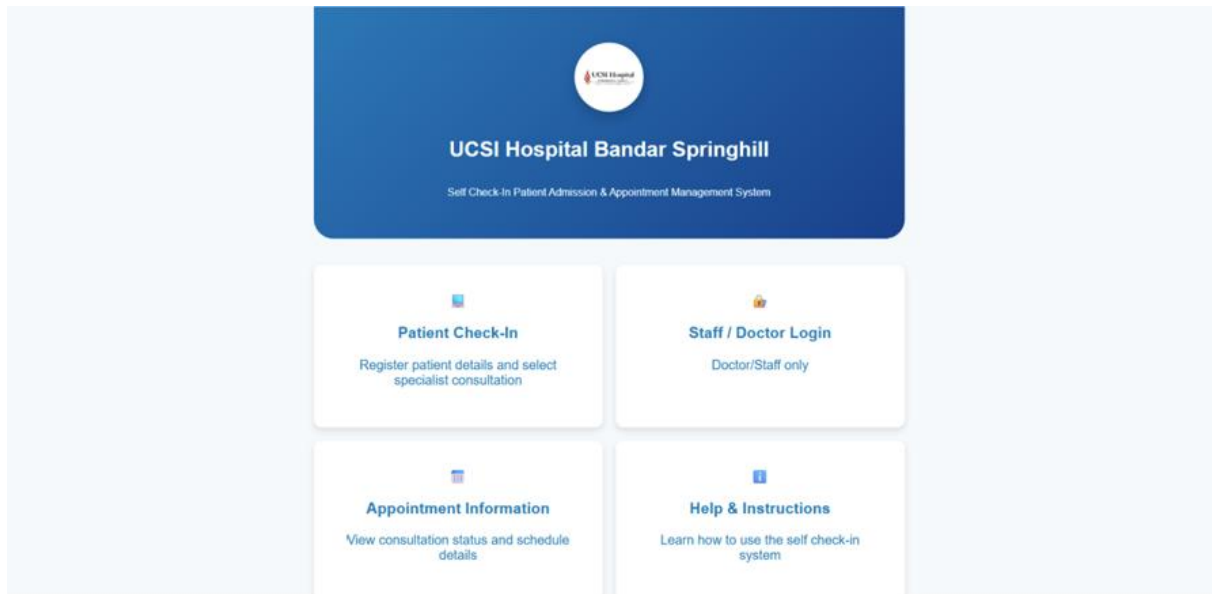 UCSI Hospital
UCSI Hospital Bandar Springhill
Self Check-In Patient Admission & Appointment Management System
Patient Check-In
Register patient details and select
specialist consultation
Staff / Doctor Login
Doctor/Staff only
Appointment Information
View consultation status and schedule
details
Help & Instructions
Learn how to use the self check-in
system